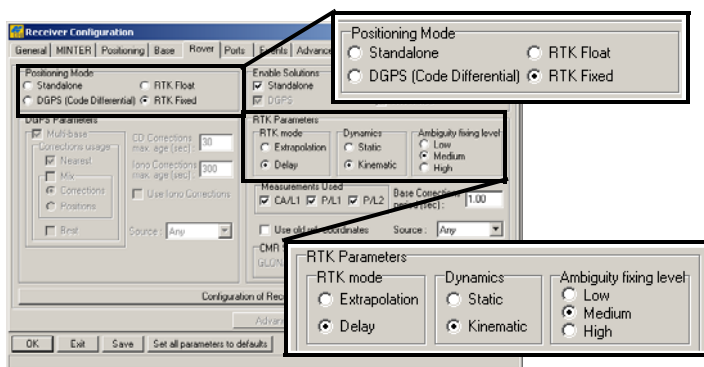 Receiver Configuration
General MINTER Positioning Base Rover Ports Events Advance
Positioning Mode
Standalone RTK Float
DGPS (Code Differential) RTK Fixed
Enable Solutions
Standalone
DGPS
Positioning Mode
Standalone RTK Float
DGPS (Code Differential) RTK Fixed
DGPS Parameters
Multi-base
Corrections usage
Nearest
Mix
Corrections
Positions
Best
CD Corrections
max. age (sec) : 30
Iono Corrections
max. age (sec) : 300
Use Iono Corrections
Source : Any
RTK Parameters
RTK mode
Extrapolation
Delay
Dynamics
Static
Kinematic
Ambiguity fixing level
Low
Medium
High
Measurements Used
CA/L1 P/L1 P/L2
Base Corrections
period (sec) : 1.00
Use old
Source : Any
CMR
GLON
Configuration of Rec
Advan
OK Exit Save Set all parameters to defaults
RTK Parameters
RTK mode
Extrapolation
Delay
Dynamics
Static
Kinematic
Ambiguity fixing level
Low
Medium
High